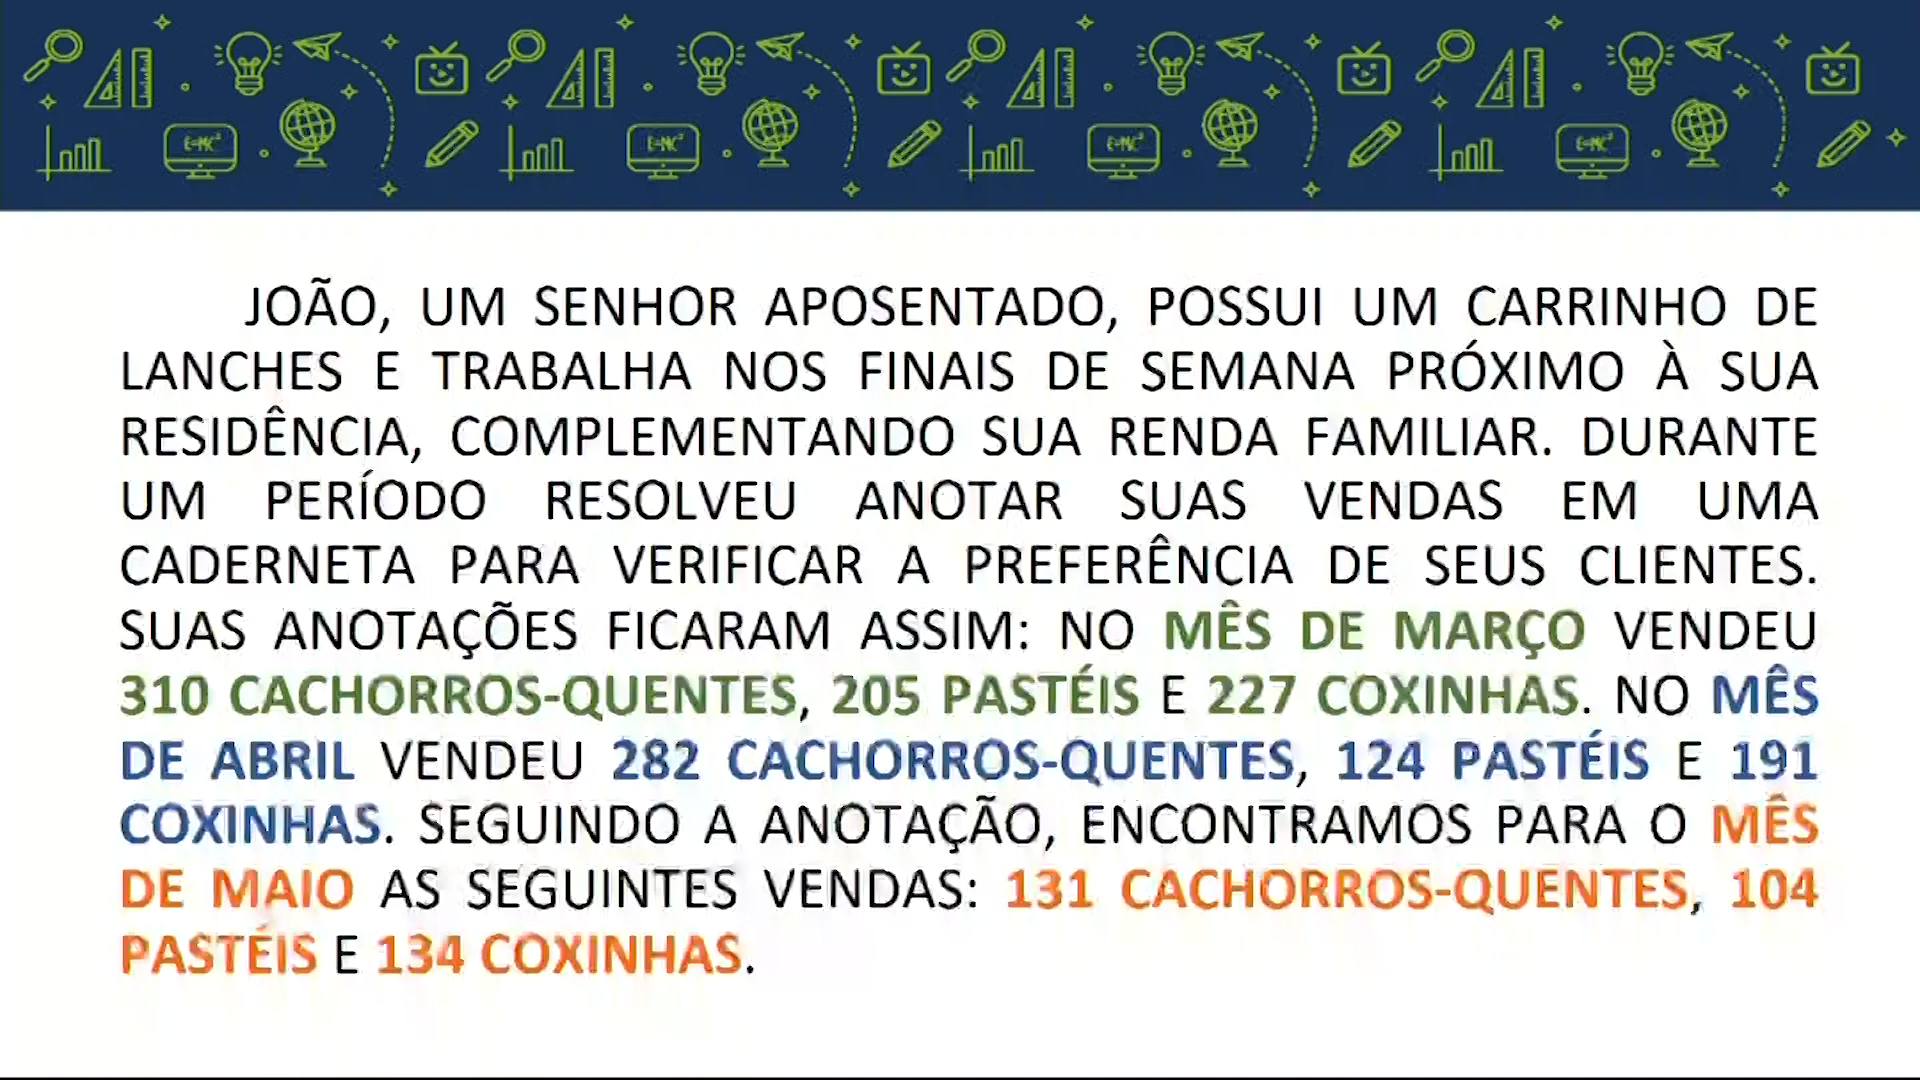 E=MC² E=MC² E=MC² E=MC²
JOÃO, UM SENHOR APOSENTADO, POSSUI UM CARRINHO DE
LANCHES E TRABALHA NOS FINAIS DE SEMANA PRÓXIMO À SUA
RESIDÊNCIA, COMPLEMENTANDO SUA RENDA FAMILIAR. DURANTE
UM PERÍODO RESOLVEU ANOTAR SUAS VENDAS EM UMA
CADERNETA PARA VERIFICAR A PREFERÊNCIA DE SEUS CLIENTES.
SUAS ANOTAÇÕES FICARAM ASSIM: NO MÊS DE MARÇO VENDEU
310 CACHORROS-QUENTES, 205 PASTÉIS E 227 COXINHAS. NO MÊS
DE ABRIL VENDEU 282 CACHORROS-QUENTES, 124 PASTÉIS E 191
COXINHAS. SEGUINDO A ANOTAÇÃO, ENCONTRAMOS PARA O MÊS
DE MAIO AS SEGUINTES VENDAS: 131 CACHORROS-QUENTES, 104
PASTÉIS E 134 COXINHAS.